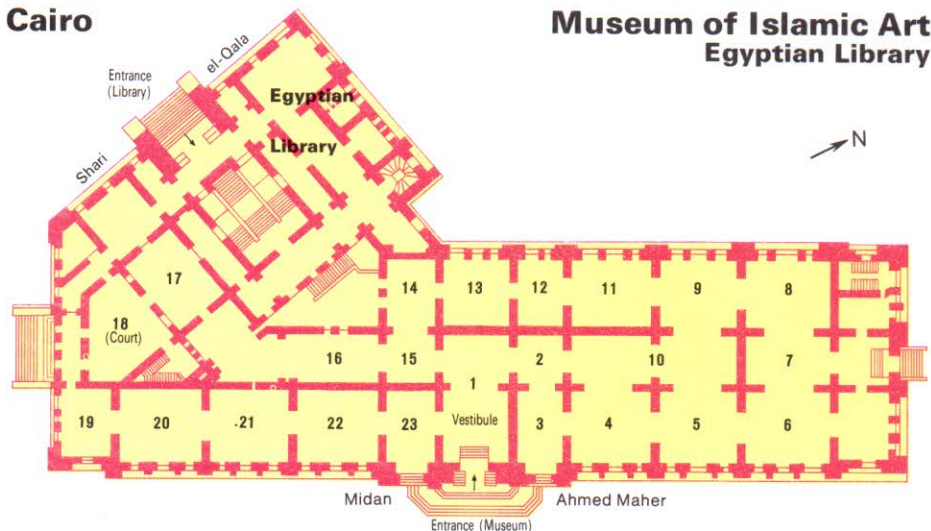 Cairo
Museum of Islamic Art
Egyptian Library
Entrance
(Library)
el-Qala
Shari
Egyptian
Library
N
17
18
(Court)
14
13
12
11
9
8
16
15
2
10
7
1
Vestibule
19
20
21
22
23
3
4
5
6
Midan
Ahmed Maher
Entrance (Museum)